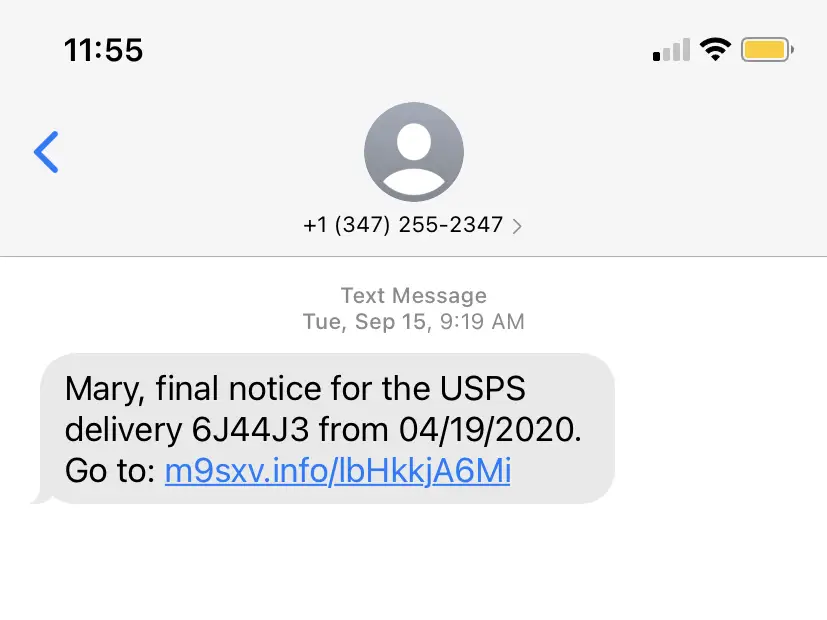 11:55
+1 (347) 255-2347
Text Message
Tue, Sep 15, 9:19 AM
Mary, final notice for the USPS
delivery 6J44J3 from 04/19/2020.
Go to: m9sxv.info/lbHkkjA6Mi